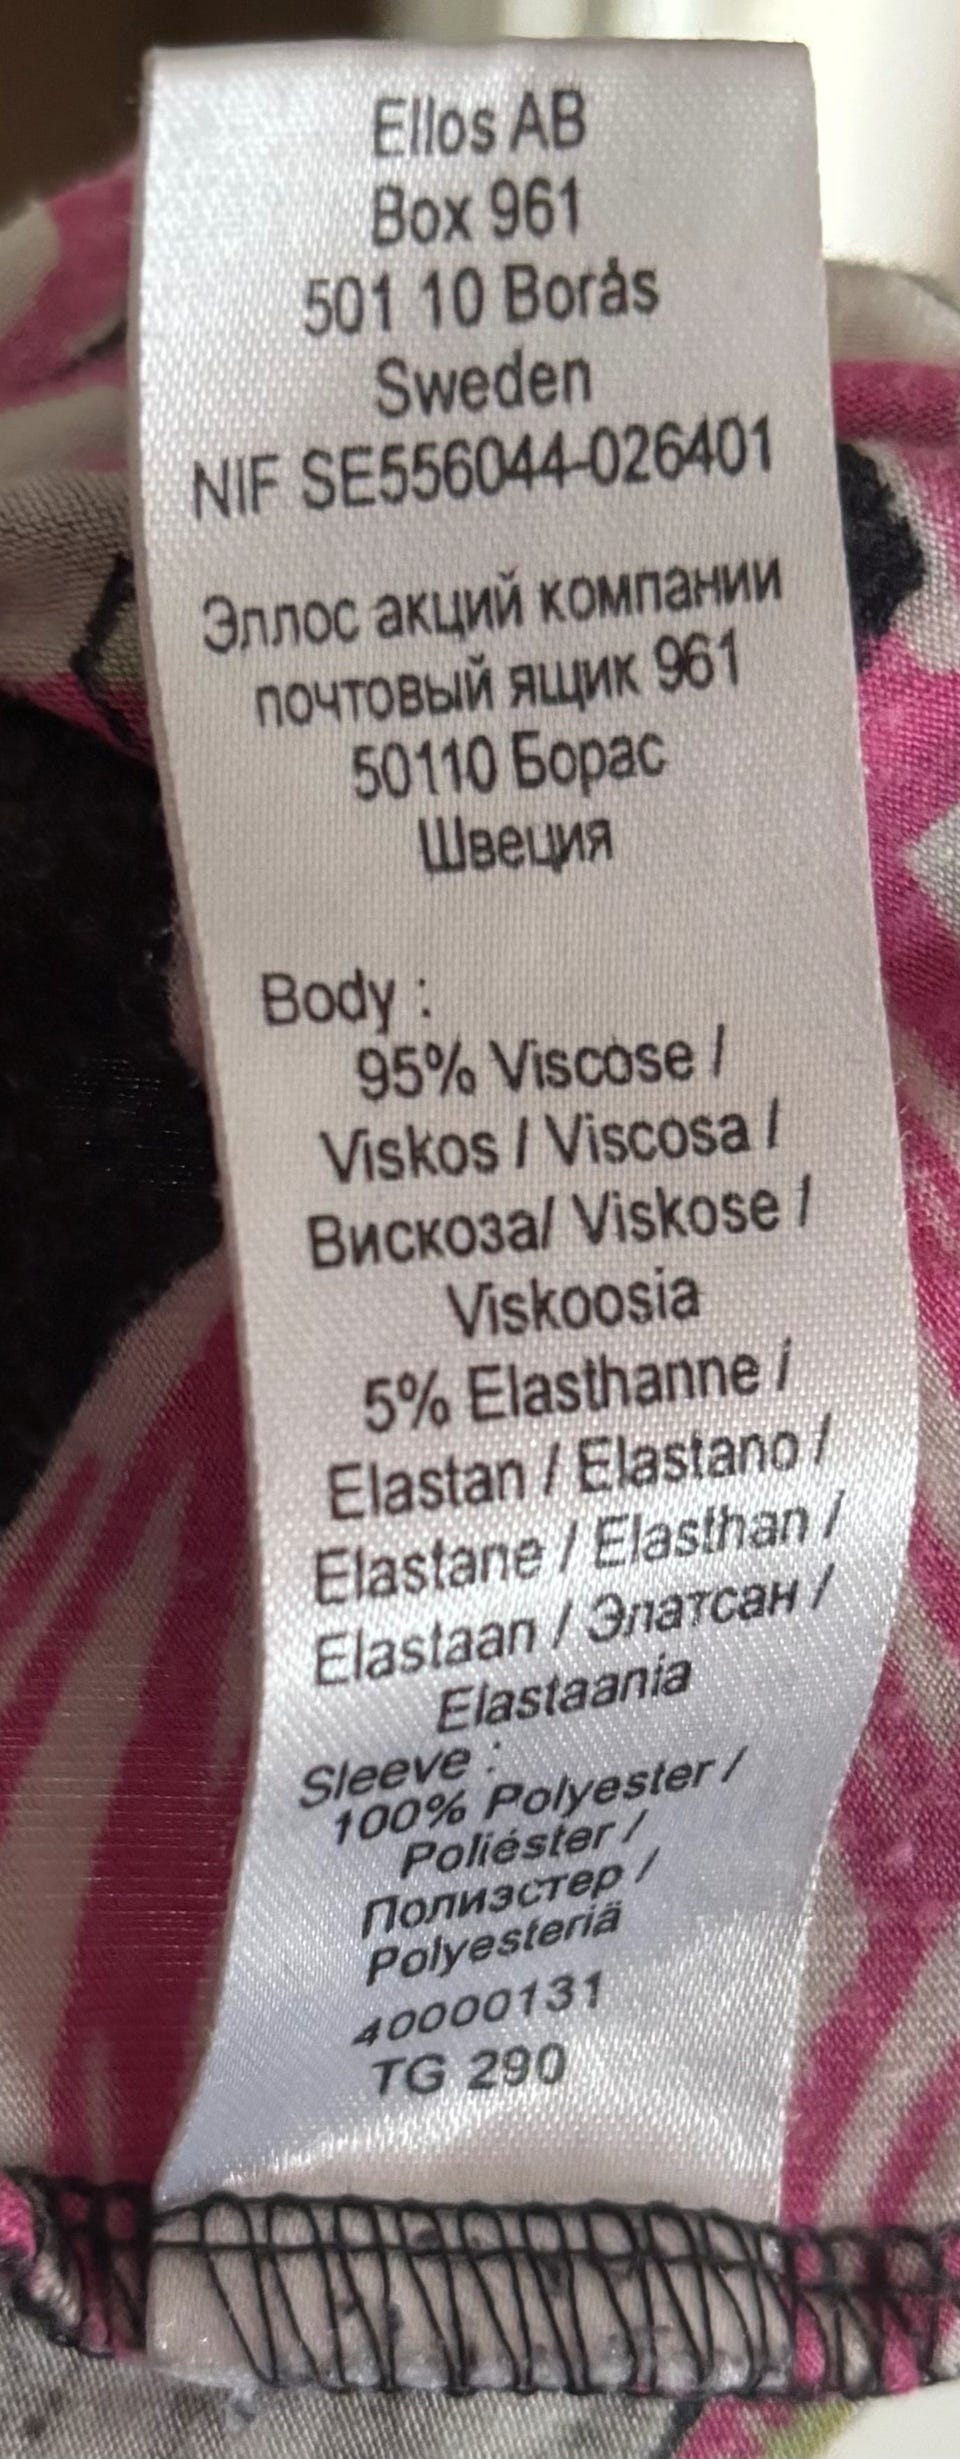 Ellos AB
Box 961
501 10 Borås
Sweden
NIF SE556044-026401
Эллос акций компании
почтовый ящик 961
50110 Борас
Швеция
Body :
95% Viscose /
Viskos / Viscosa /
Вискоза/ Viskose /
Viskoosia
5% Elasthanne /
Elastan / Elastano /
Elastane / Elasthan /
Elastaan / Элатсан /
Elastaania
Sleeve :
100% Polyester /
Poliéster /
Полиэстер /
Polyesteriä
40000131
TG 290